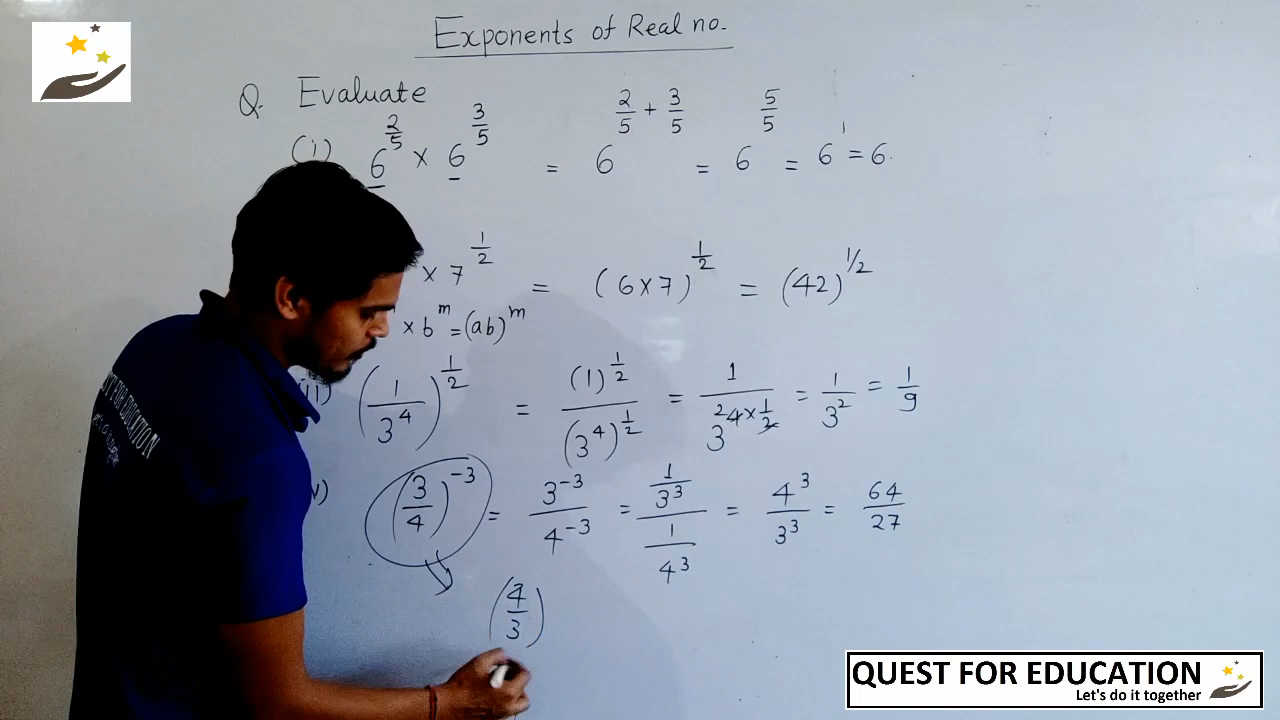 Exponents of Real no.
Q. Evaluate
(i) 6^(2/5) × 6^(3/5) = 6^(2/5 + 3/5) = 6^(5/5) = 6^1 = 6.
× 7^(1/2) = (6×7)^(1/2) = (42)^(1/2)
× b^m = (ab)^m
(1/3^4)^(1/2) = (1)^(1/2)/(3^4)^(1/2) = 1/3^(4×1/2) = 1/3^2 = 1/9
(3/4)^-3 = 3^-3/4^-3 = (1/3^3)/(1/4^3) = 4^3/3^3 = 64/27
(4/3)
QUEST FOR EDUCATION
QUEST FOR EDUCATION
Let's do it together